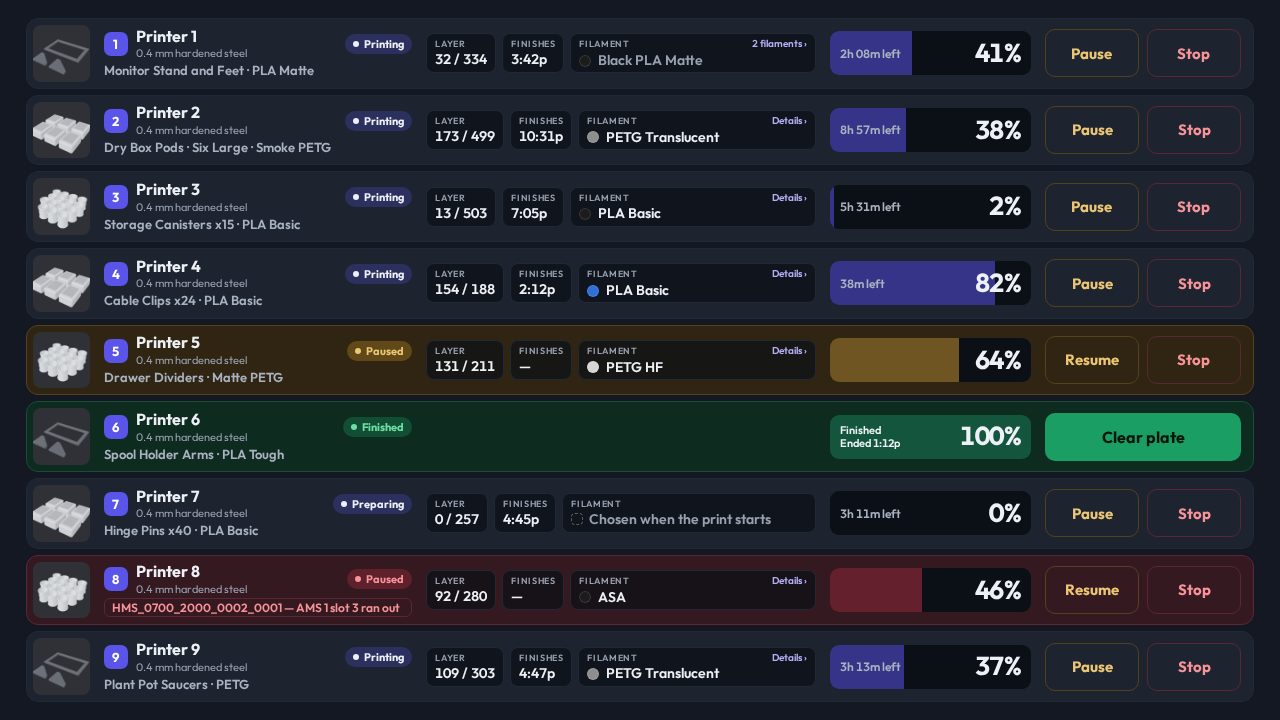 1
Printer 1
0.4 mm hardened steel
Monitor Stand and Feet · PLA Matte
Printing
LAYER
32 / 334
FINISHES
3:42p
FILAMENT
2 filaments ›
Black PLA Matte
2h 08m left
41%
Pause
Stop
2
Printer 2
0.4 mm hardened steel
Dry Box Pods · Six Large · Smoke PETG
Printing
LAYER
173 / 499
FINISHES
10:31p
FILAMENT
Details ›
PETG Translucent
8h 57m left
38%
Pause
Stop
3
Printer 3
0.4 mm hardened steel
Storage Canisters x15 · PLA Basic
Printing
LAYER
13 / 503
FINISHES
7:05p
FILAMENT
Details ›
PLA Basic
5h 31m left
2%
Pause
Stop
4
Printer 4
0.4 mm hardened steel
Cable Clips x24 · PLA Basic
Printing
LAYER
154 / 188
FINISHES
2:12p
FILAMENT
Details ›
PLA Basic
38m left
82%
Pause
Stop
5
Printer 5
0.4 mm hardened steel
Drawer Dividers · Matte PETG
Paused
LAYER
131 / 211
FINISHES
—
FILAMENT
Details ›
PETG HF
64%
Resume
Stop
6
Printer 6
0.4 mm hardened steel
Spool Holder Arms · PLA Tough
Finished
Finished
Ended 1:12p
100%
Clear plate
7
Printer 7
0.4 mm hardened steel
Hinge Pins x40 · PLA Basic
Preparing
LAYER
0 / 257
FINISHES
4:45p
FILAMENT
Chosen when the print starts
3h 11m left
0%
Pause
Stop
8
Printer 8
0.4 mm hardened steel
HMS_0700_2000_0002_0001 — AMS 1 slot 3 ran out
Paused
LAYER
92 / 280
FINISHES
—
FILAMENT
Details ›
ASA
46%
Resume
Stop
9
Printer 9
0.4 mm hardened steel
Plant Pot Saucers · PETG
Printing
LAYER
109 / 303
FINISHES
4:47p
FILAMENT
Details ›
PETG Translucent
3h 13m left
37%
Pause
Stop